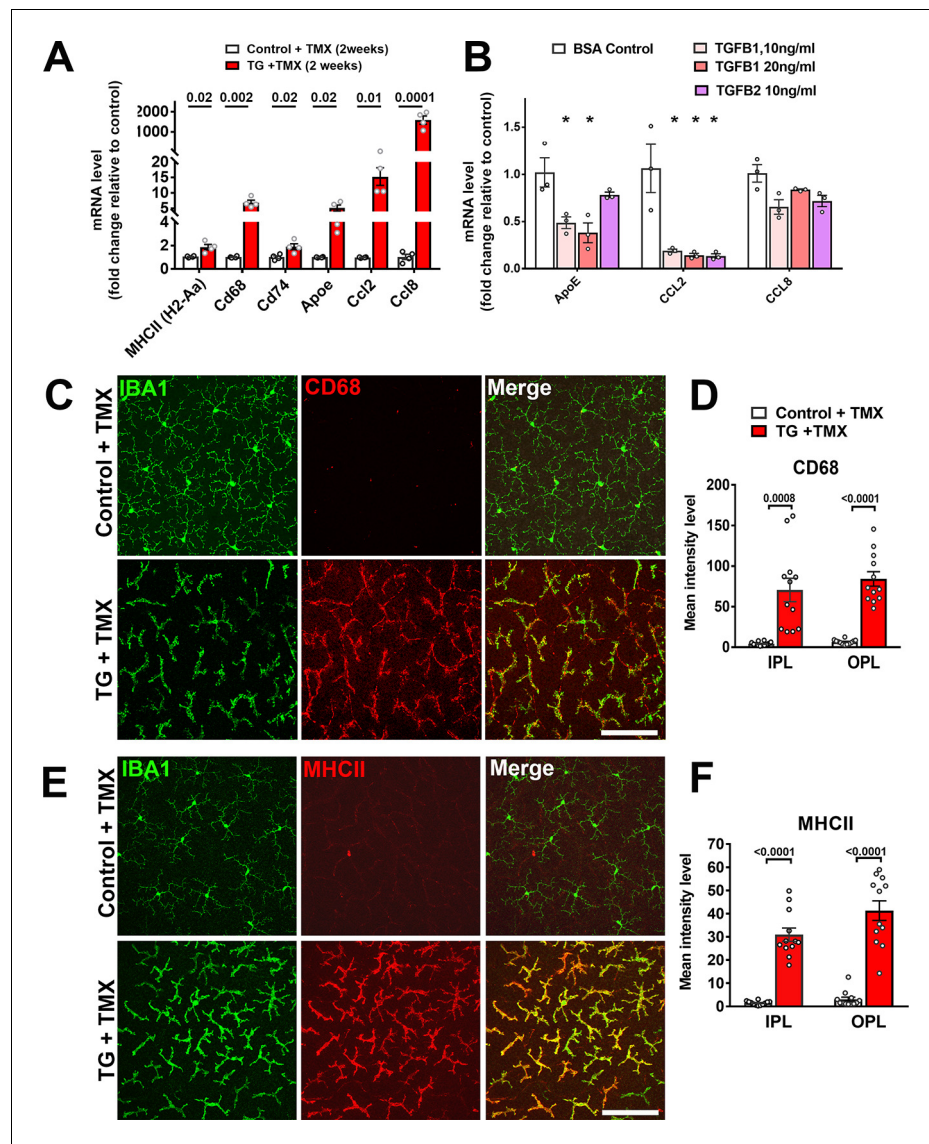 A
Control + TMX (2weeks)
TG +TMX (2 weeks)
0.02 0.002 0.02 0.02 0.01 0.0001
mRNA level
(fold change relative to control)
2000
1000
20
15
10
5
4
2
0
MHCII (H2-Aa) Cd68 Cd74 Apoe Ccl2 Ccl8
B
BSA Control
TGFB1,10ng/ml
TGFB1 20ng/ml
TGFB2 10ng/ml
mRNA level
(fold change relative to control)
1.5
1.0
0.5
0.0
* * * * *
ApoE CCL2 CCL8
C
Control + TMX
TG + TMX
IBA1 CD68 Merge
D
Control + TMX
TG +TMX
CD68
Mean intensity level
200
150
100
50
0
0.0008 <0.0001
IPL OPL
E
Control + TMX
TG + TMX
IBA1 MHCII Merge
F
MHCII
Mean intensity level
70
60
50
40
30
20
10
0
<0.0001 <0.0001
IPL OPL